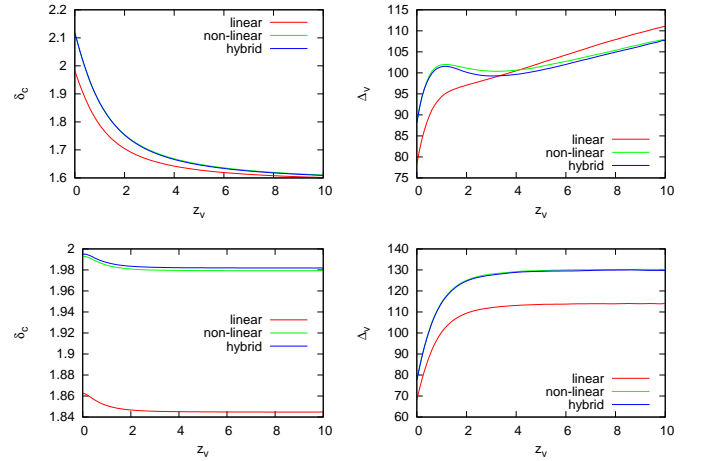 2.2
2.1
2
1.9
1.8
1.7
1.6
δc
0 2 4 6 8 10
zv
linear
non-linear
hybrid
115
110
105
100
95
90
85
80
75
Δv
0 2 4 6 8 10
zv
linear
non-linear
hybrid
2
1.98
1.96
1.94
1.92
1.9
1.88
1.86
1.84
δc
0 2 4 6 8 10
zv
linear
non-linear
hybrid
130
120
110
100
90
80
70
60
Δv
0 2 4 6 8 10
zv
linear
non-linear
hybrid